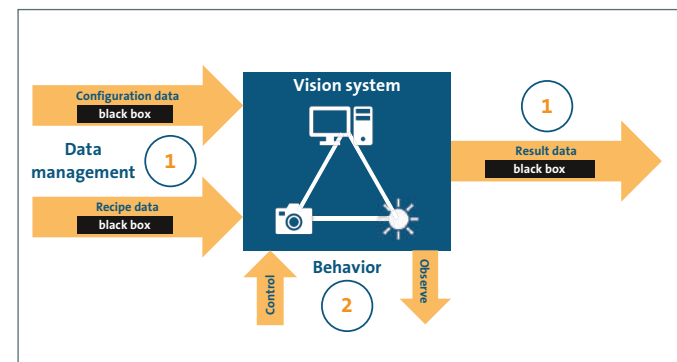 Configuration data
black box
Data
management
1
Recipe data
black box
Vision system
1
Result data
black box
Control
Behavior
2
Observe